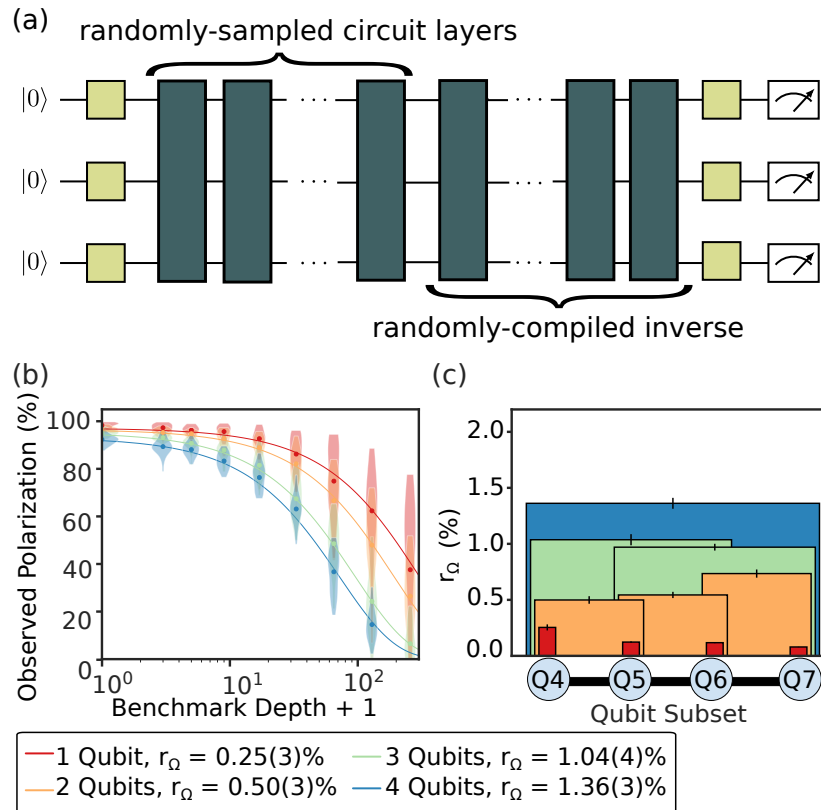 (a)
randomly-sampled circuit layers
|0⟩ ··· ···
|0⟩ ··· ···
|0⟩ ··· ···
randomly-compiled inverse
(b)
Observed Polarization (%)
100
80
60
40
20
0
10⁰ 10¹ 10²
Benchmark Depth + 1
(c)
r_Ω (%)
2.0
1.5
1.0
0.5
0.0
Q4 Q5 Q6 Q7
Qubit Subset
1 Qubit, r_Ω = 0.25(3)%
2 Qubits, r_Ω = 0.50(3)%
3 Qubits, r_Ω = 1.04(4)%
4 Qubits, r_Ω = 1.36(3)%